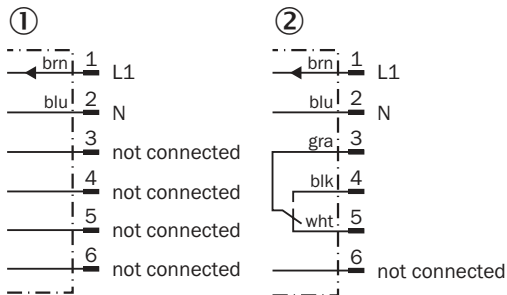 ①
brn 1 L1
blu 2 N
3 not connected
4 not connected
5 not connected
6 not connected
②
brn 1 L1
blu 2 N
gra 3
blk 4
wht 5
6 not connected